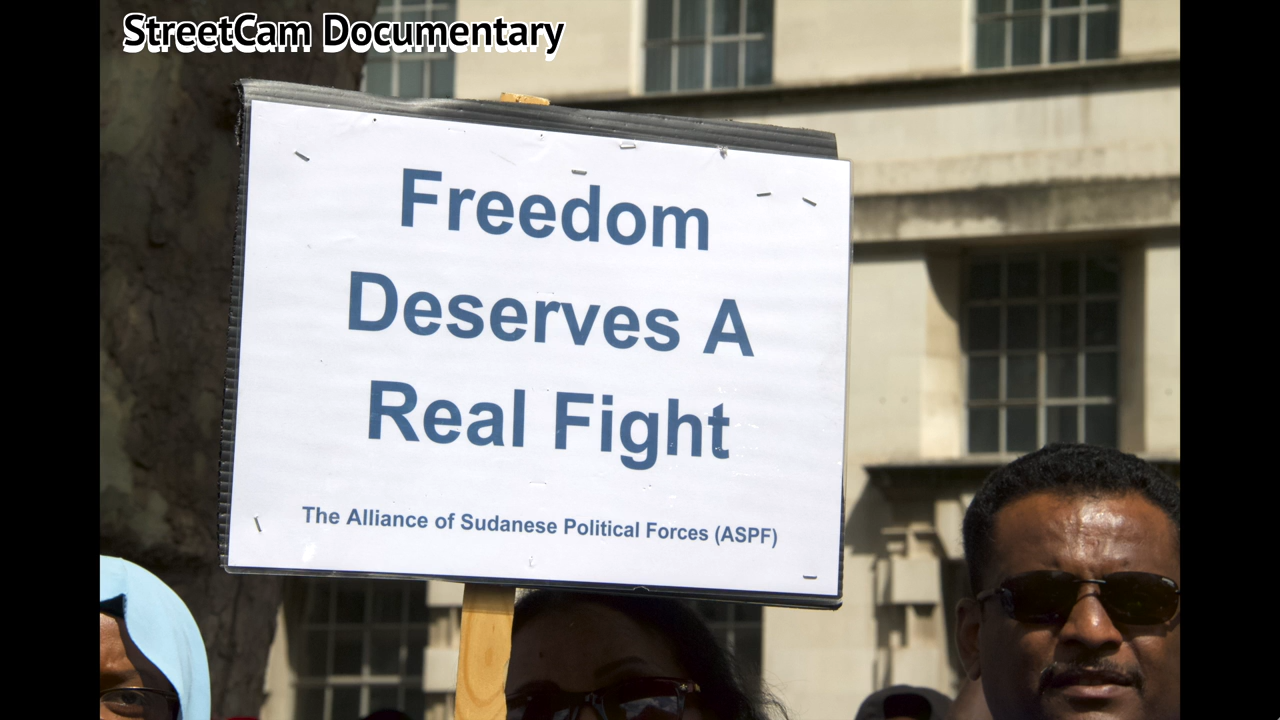 StreetCam Documentary
Freedom
Deserves A
Real Fight
The Alliance of Sudanese Political Forces (ASPF)